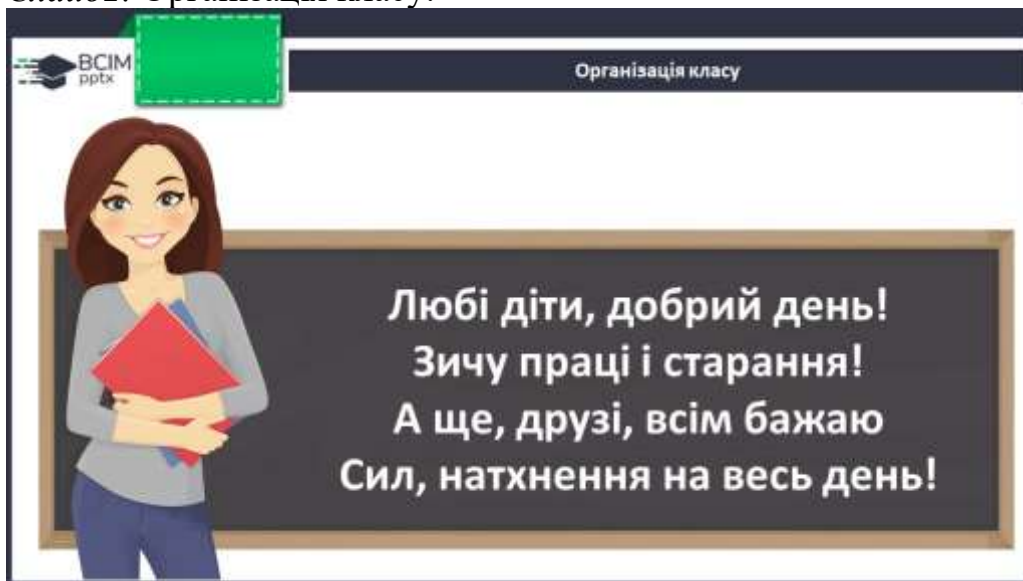 Організація класу.
ВСІМ
pptx
Організація класу
Любі діти, добрий день!
Зичу праці і старання!
А ще, друзі, всім бажаю
Сил, натхнення на весь день!